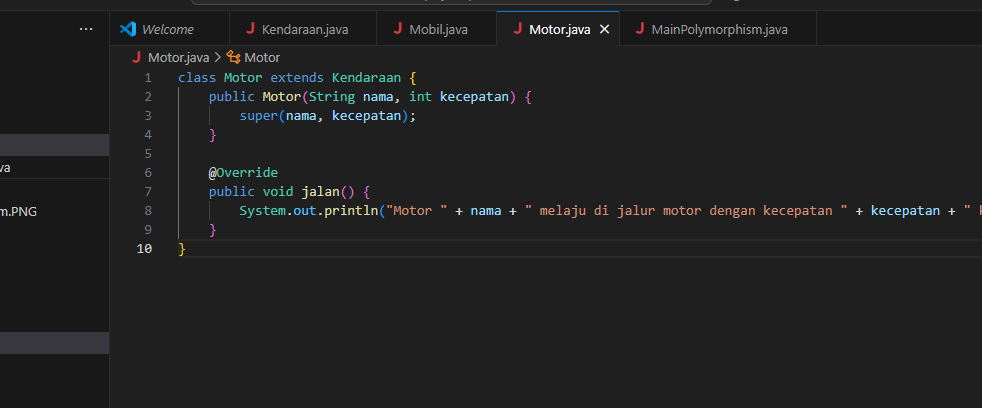 Welcome
Kendaraan.java
Mobil.java
Motor.java
MainPolymorphism.java
Motor.java > Motor
1 class Motor extends Kendaraan {
2 public Motor(String nama, int kecepatan) {
3 super(nama, kecepatan);
4 }
5
6 @Override
7 public void jalan() {
8 System.out.println("Motor " + nama + " melaju di jalur motor dengan kecepatan " + kecepatan + "
9 }
10 }
va
m.PNG